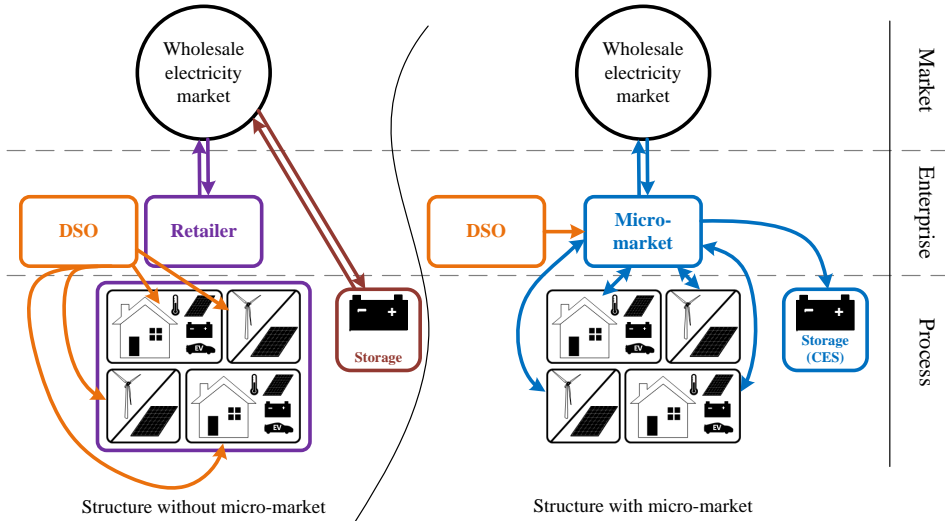 Wholesale
electricity
market
Wholesale
electricity
market
Market
DSO
Retailer
DSO
Micro-
market
Enterprise
EV
Storage
EV
EV
Storage
(CES)
EV
Process
Structure without micro-market
Structure with micro-market